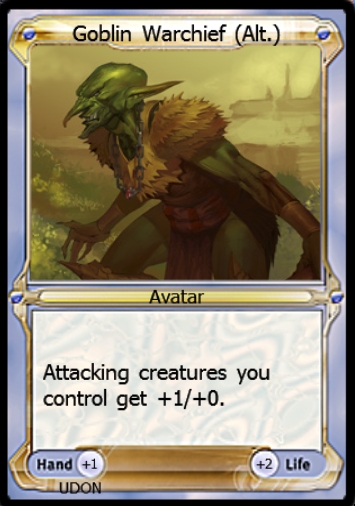 Goblin Warchief (Alt.)
Avatar
Attacking creatures you
control get +1/+0.
Hand +1 +2 Life
UDON